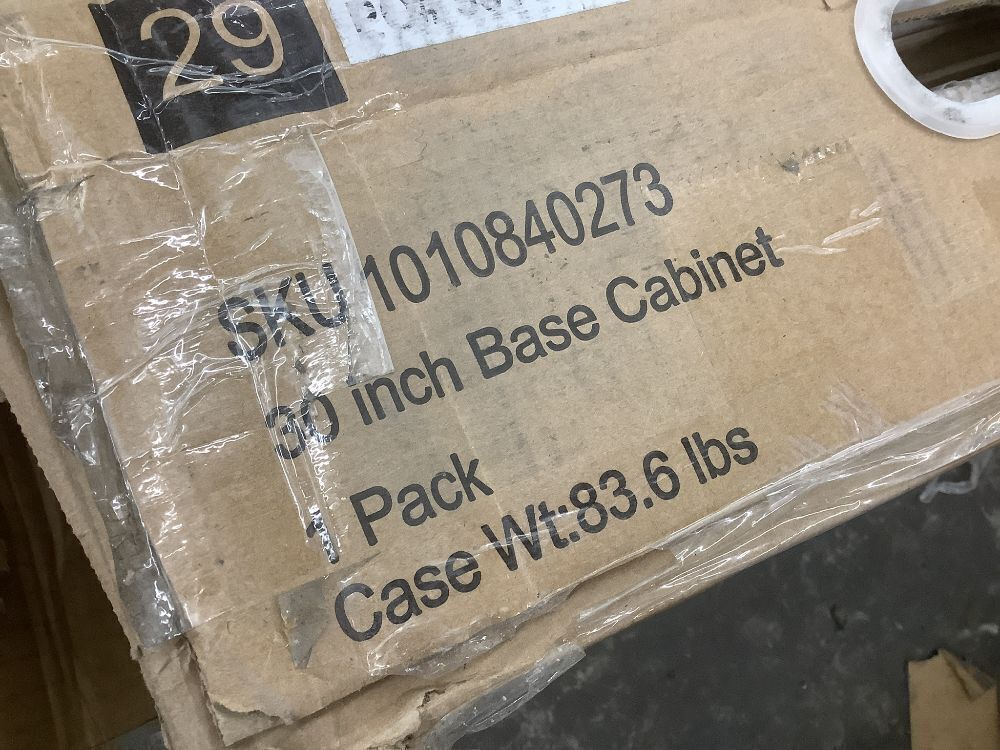 29
SKU 1010840273
30 inch Base Cabinet
1 Pack
Case Wt:83.6 lbs